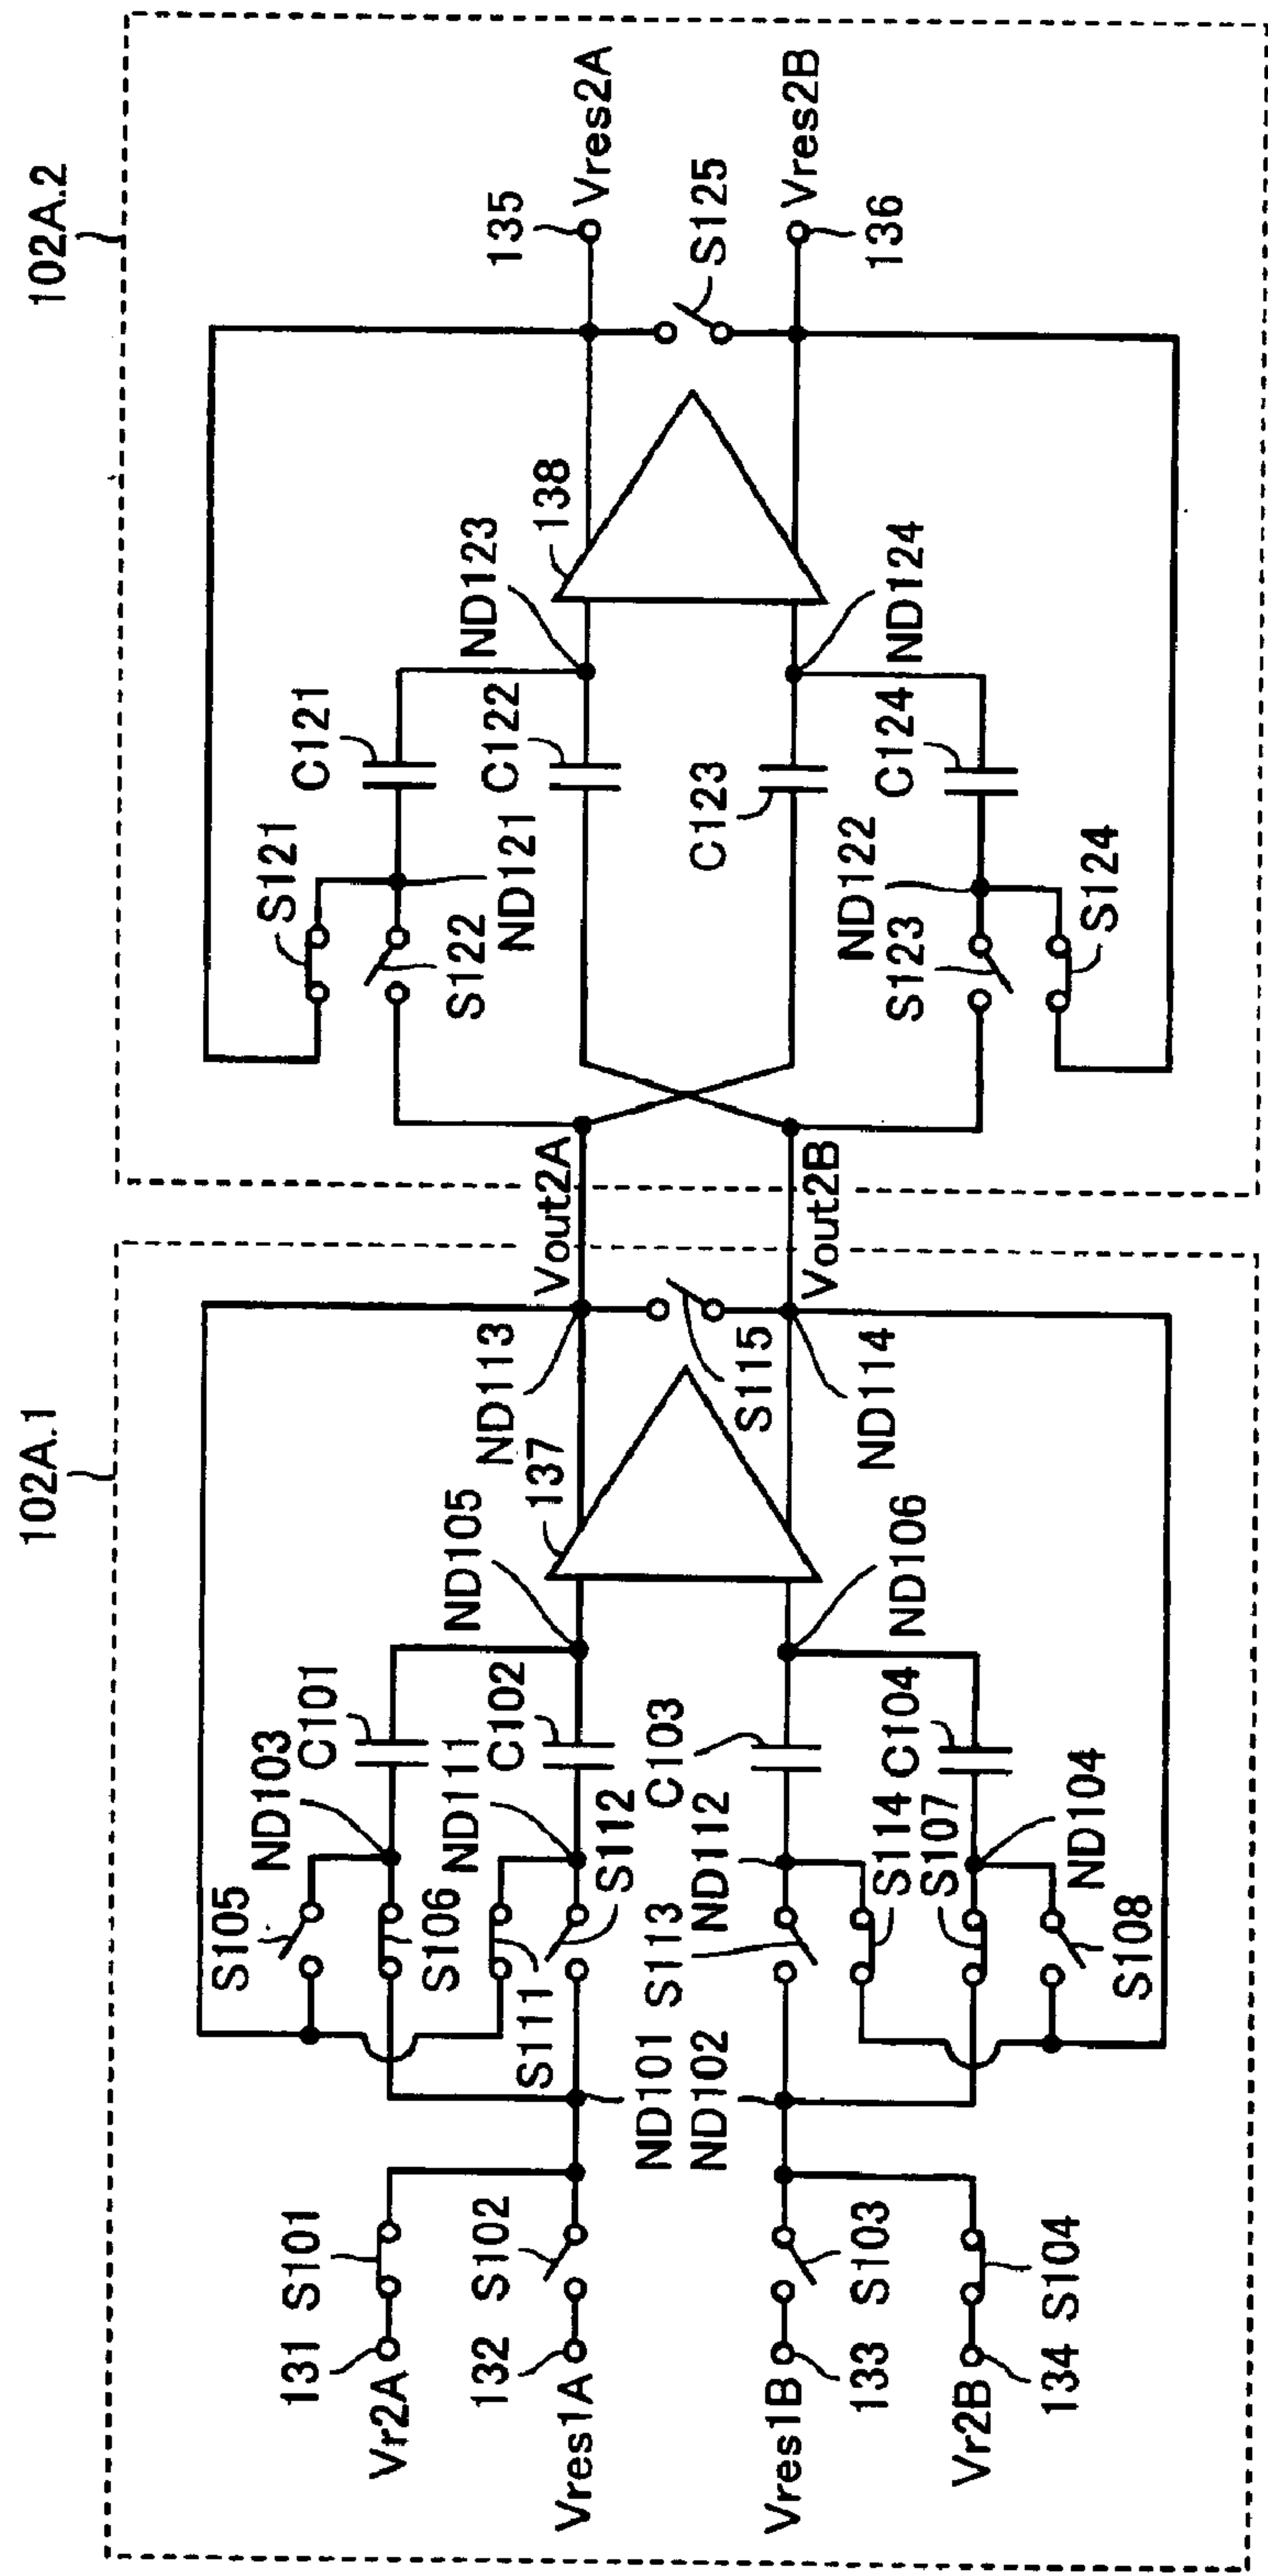 102A.1
102A.2
131
S101
Vr2A
132
S102
Vres1A
Vres1B
133
S103
Vr2B
134
S104
ND101
ND102
S105
S106
S111
S112
S113
S114
S107
S108
ND103
ND111
ND112
ND104
C101
C102
C103
C104
ND105
ND106
137
ND113
ND114
S115
Vout2A
Vout2B
S121
S122
S123
S124
ND121
ND122
C121
C122
C123
C124
ND123
ND124
138
S125
135
Vres2A
Vres2B
136